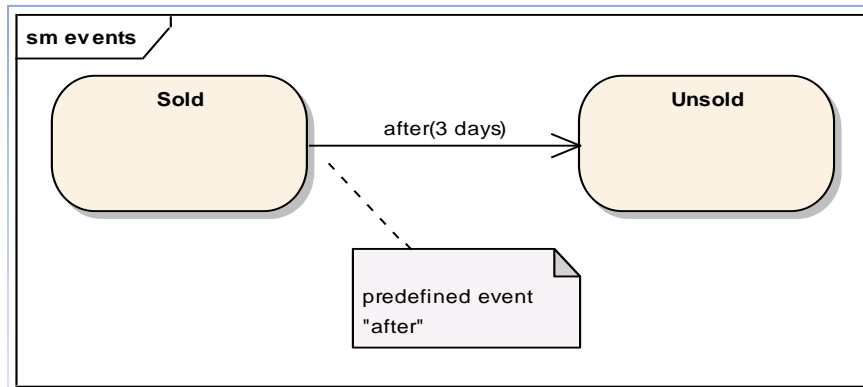 sm events
Sold
Unsold
after(3 days)
predefined event
"after"